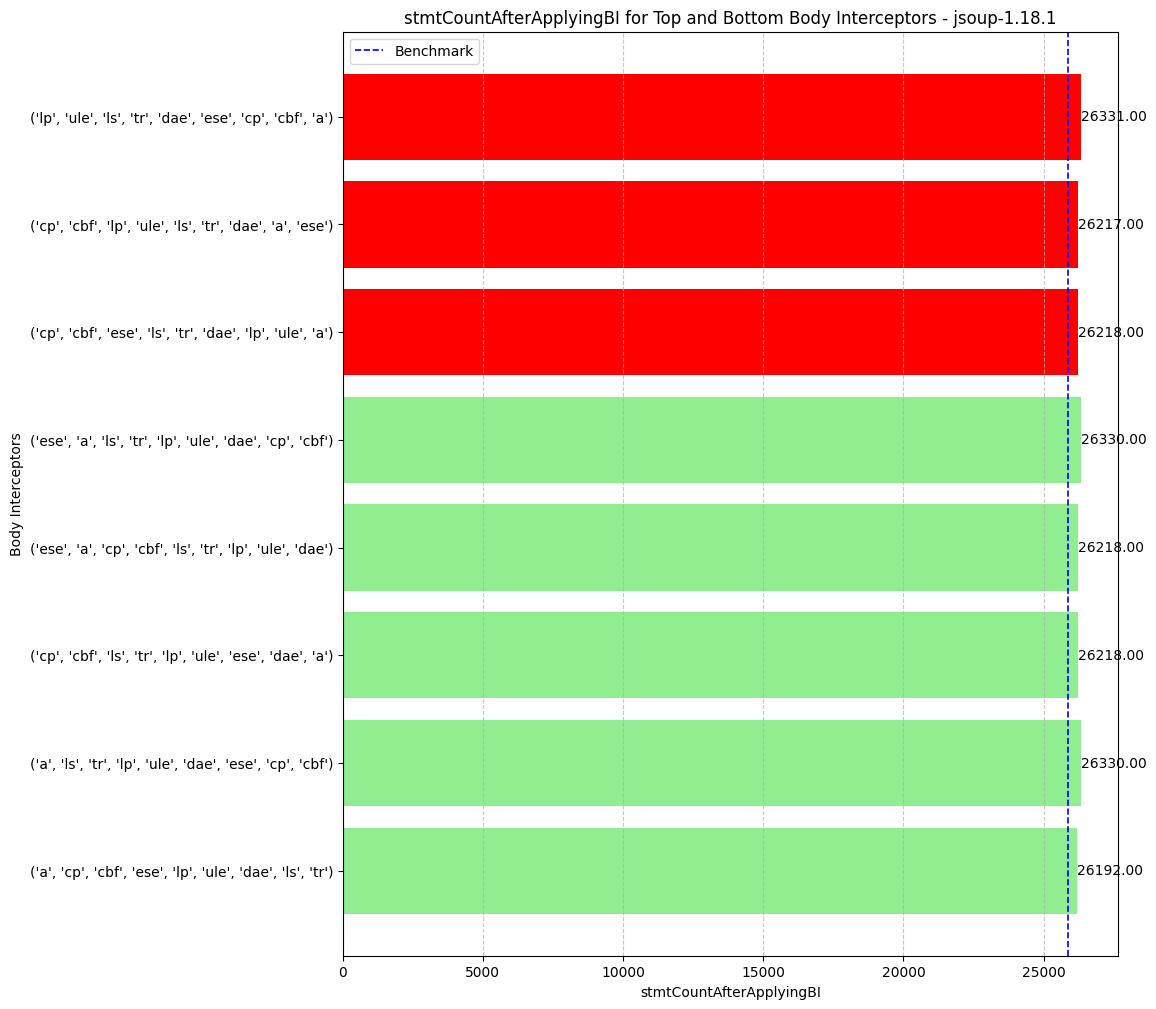 stmtCountAfterApplyingBI for Top and Bottom Body Interceptors - jsoup-1.18.1
Benchmark
('lp', 'ule', 'ls', 'tr', 'dae', 'ese', 'cp', 'cbf', 'a')
26331.00
('cp', 'cbf', 'lp', 'ule', 'ls', 'tr', 'dae', 'a', 'ese')
26217.00
('cp', 'cbf', 'ese', 'ls', 'tr', 'dae', 'lp', 'ule', 'a')
26218.00
('ese', 'a', 'ls', 'tr', 'lp', 'ule', 'dae', 'cp', 'cbf')
26330.00
('ese', 'a', 'cp', 'cbf', 'ls', 'tr', 'lp', 'ule', 'dae')
26218.00
('cp', 'cbf', 'ls', 'tr', 'lp', 'ule', 'ese', 'dae', 'a')
26218.00
('a', 'ls', 'tr', 'lp', 'ule', 'dae', 'ese', 'cp', 'cbf')
26330.00
('a', 'cp', 'cbf', 'ese', 'lp', 'ule', 'dae', 'ls', 'tr')
26192.00
Body Interceptors
0 5000 10000 15000 20000 25000
stmtCountAfterApplyingBI